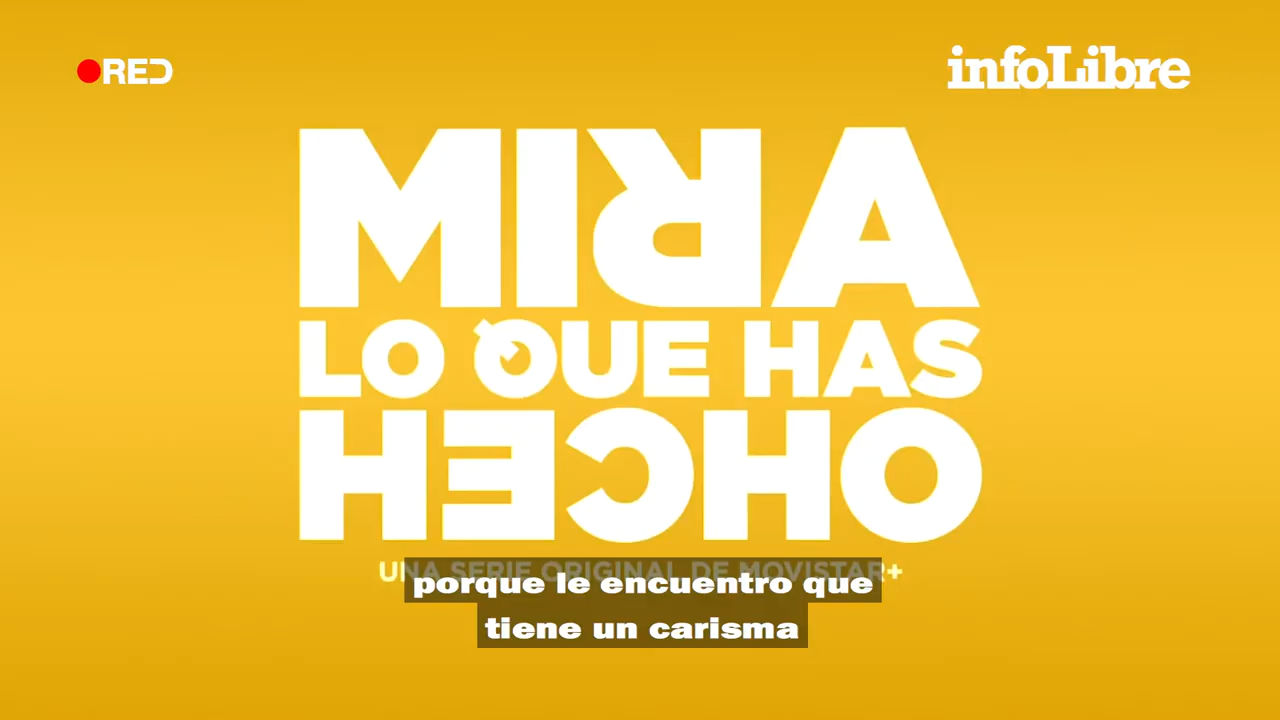 RED
infoLibre
MIRA
LO QUE HAS
HECHO
UNA SERIE ORIGINAL DE MOVISTAR+
porque le encuentro que
tiene un carisma